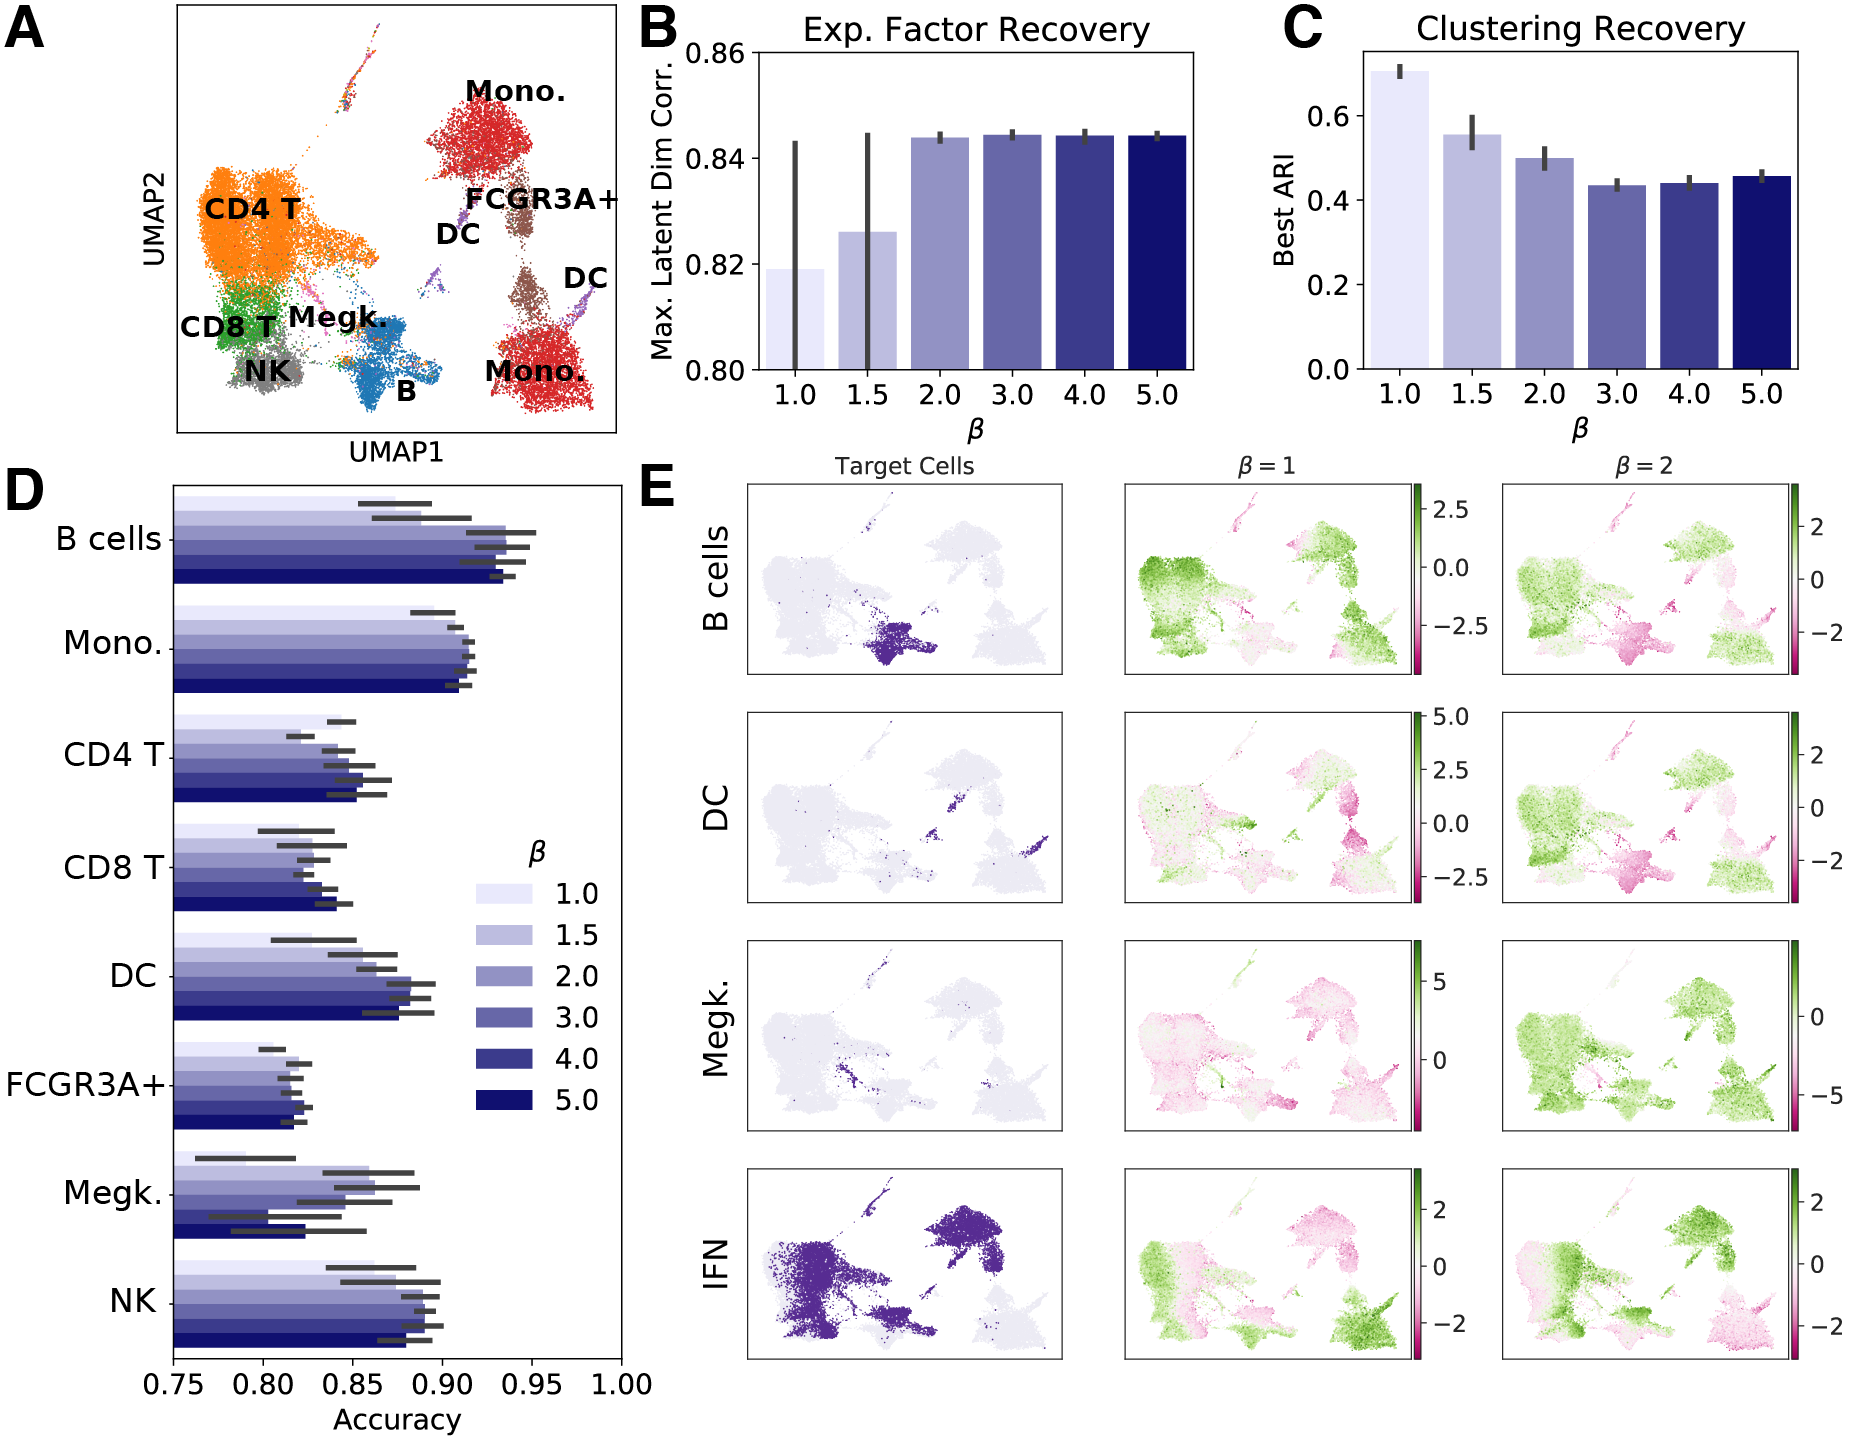 A
Mono.
FCGR3A+
CD4 T
DC
DC
CD8 T
Megk.
NK
Mono.
B
UMAP2
UMAP1
B
Exp. Factor Recovery
Max. Latent Dim Corr.
0.86
0.84
0.82
0.80
1.0 1.5 2.0 3.0 4.0 5.0
β
C
Clustering Recovery
Best ARI
0.6
0.4
0.2
0.0
1.0 1.5 2.0 3.0 4.0 5.0
β
D
B cells
Mono.
CD4 T
CD8 T
DC
FCGR3A+
Megk.
NK
β
1.0
1.5
2.0
3.0
4.0
5.0
0.75 0.80 0.85 0.90 0.95 1.00
Accuracy
E
Target Cells
β = 1
β = 2
B cells
2.5
0.0
−2.5
2
0
−2
DC
5.0
2.5
0.0
−2.5
2
0
−2
Megk.
5
0
0
−5
IFN
2
0
−2
2
0
−2